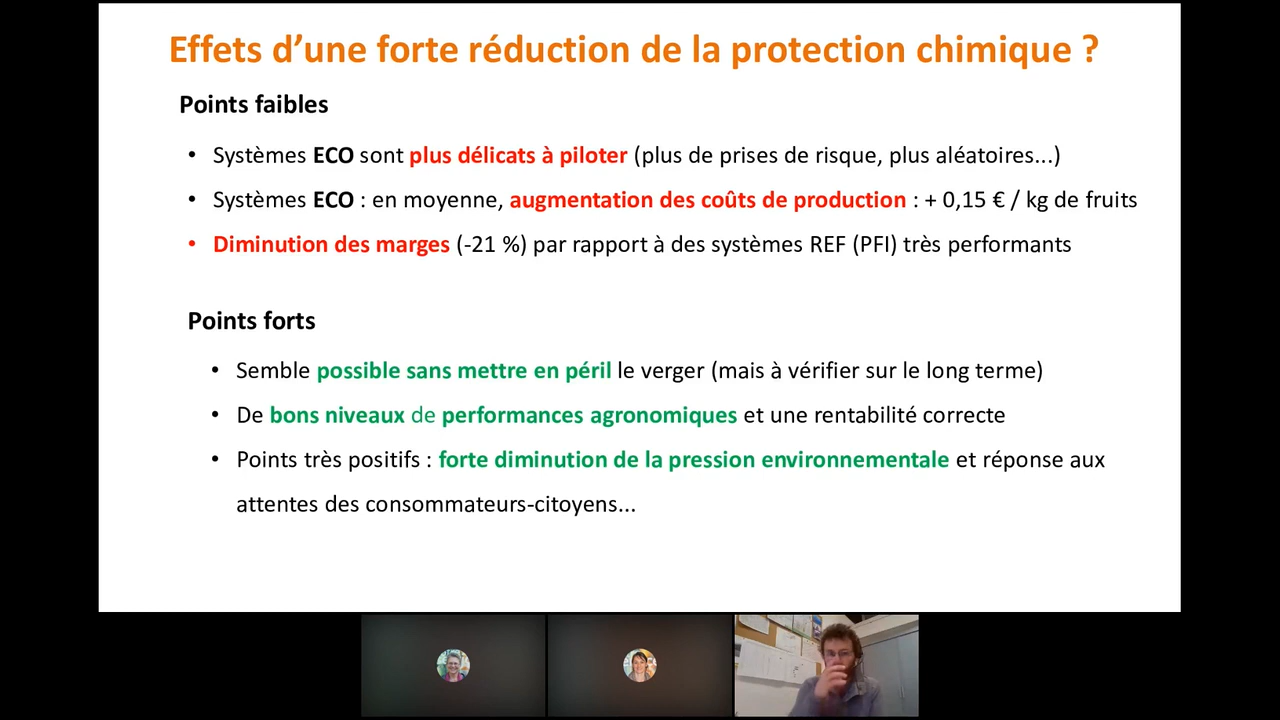 Effets d’une forte réduction de la protection chimique ?
Points faibles
• Systèmes ECO sont plus délicats à piloter (plus de prises de risque, plus aléatoires...)
• Systèmes ECO : en moyenne, augmentation des coûts de production : + 0,15 € / kg de fruits
• Diminution des marges (-21 %) par rapport à des systèmes REF (PFI) très performants
Points forts
• Semble possible sans mettre en péril le verger (mais à vérifier sur le long terme)
• De bons niveaux de performances agronomiques et une rentabilité correcte
• Points très positifs : forte diminution de la pression environnementale et réponse aux
attentes des consommateurs-citoyens...